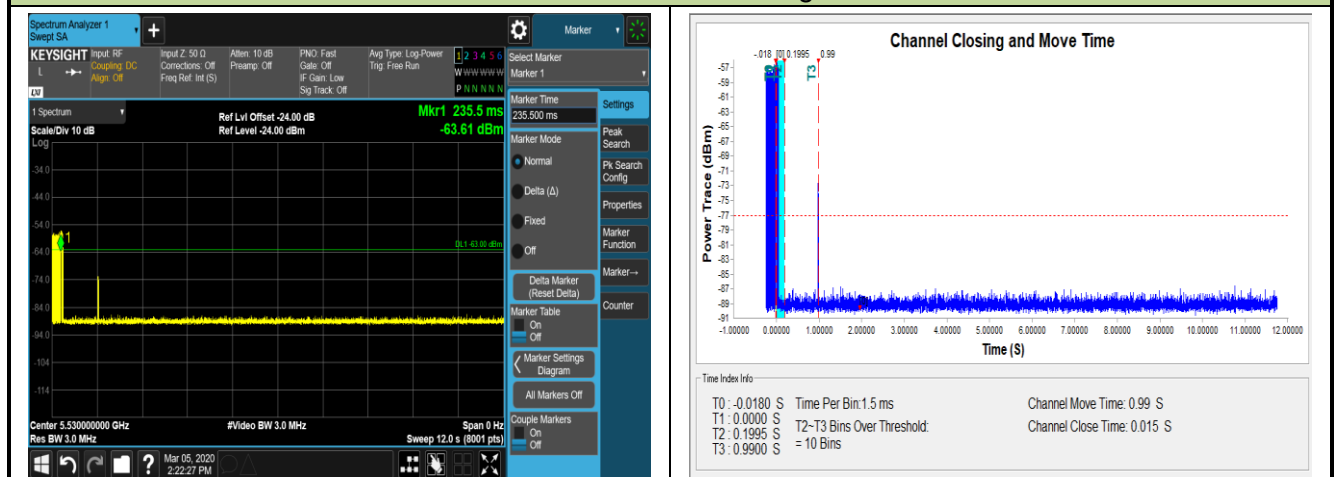 Spectrum Analyzer 1
Swept SA
+
Marker
KEYSIGHT
L
LXI
Input: RF
Coupling: DC
Align: Off
Input Z: 50 Ω
Corrections: Off
Freq Ref: Int (S)
Atten: 10 dB
Preamp: Off
PNO: Fast
Gate: Off
IF Gain: Low
Sig Track: Off
Avg Type: Log-Power
Trig: Free Run
1 2 3 4 5 6
W W W W W W
P N N N N N
Select Marker
Marker 1
1 Spectrum
Scale/Div 10 dB
Log
Ref Lvl Offset -24.00 dB
Ref Level -24.00 dBm
Mkr1 235.5 ms
-63.61 dBm
-34.0
-44.0
-54.0
-64.0
-74.0
-84.0
-94.0
-104
-114
1
DL1 -63.00 dBm
Center 5.530000000 GHz
Res BW 3.0 MHz
#Video BW 3.0 MHz
Span 0 Hz
Sweep 12.0 s (8001 pts)
Marker Time
235.500 ms
Marker Mode
Normal
Delta (Δ)
Fixed
Off
Delta Marker
(Reset Delta)
Marker Table
On
Off
Marker Settings
Diagram
All Markers Off
Couple Markers
On
Off
Settings
Peak
Search
Pk Search
Config
Properties
Marker
Function
Marker→
Counter
?
Mar 05, 2020
2:22:27 PM
Channel Closing and Move Time
-.018 [0] 0.1995 0.99
T3
Power Trace (dBm)
-57
-61
-63
-65
-67
-69
-71
-73
-75
-77
-79
-81
-83
-85
-87
-89
-91
-1.00000 0.00000 1.00000 2.00000 3.00000 4.00000 5.00000 6.00000 7.00000 8.00000 9.00000 10.00000 11.00000 12.00000
Time (S)
Time Index Info
T0 : -0.0180 S
T1 : 0.0000 S
T2 : 0.1995 S
T3 : 0.9900 S
Time Per Bin:1.5 ms
T2~T3 Bins Over Threshold:
= 10 Bins
Channel Move Time: 0.99 S
Channel Close Time: 0.015 S